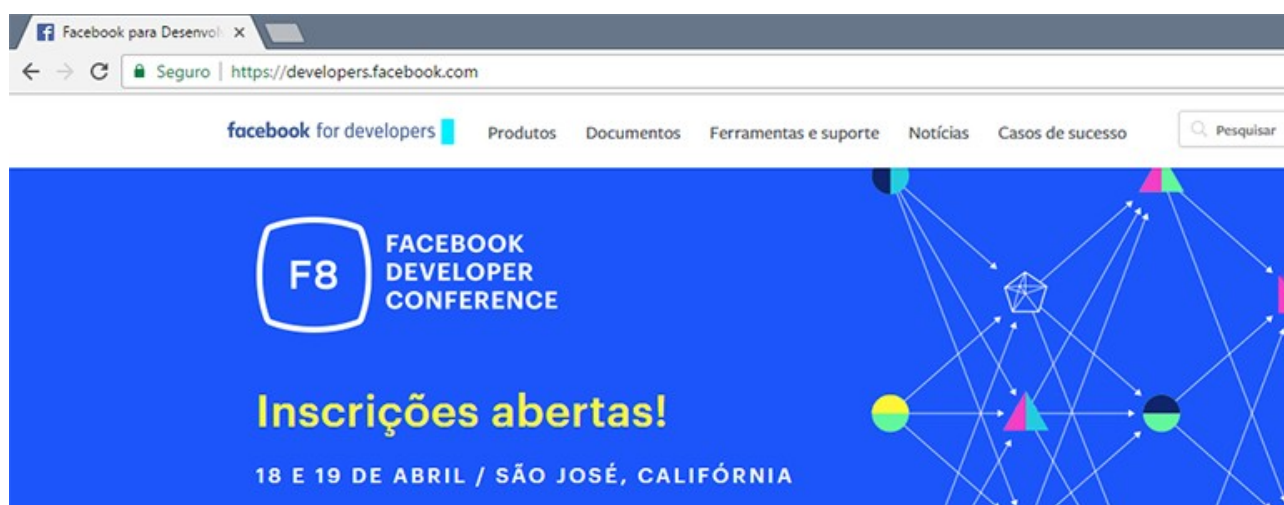 Facebook para Desenvol
Seguro | https://developers.facebook.com
facebook for developers Produtos Documentos Ferramentas e suporte Notícias Casos de sucesso Pesquisar
F8
FACEBOOK
DEVELOPER
CONFERENCE
Inscrições abertas!
18 E 19 DE ABRIL / SÃO JOSÉ, CALIFÓRNIA